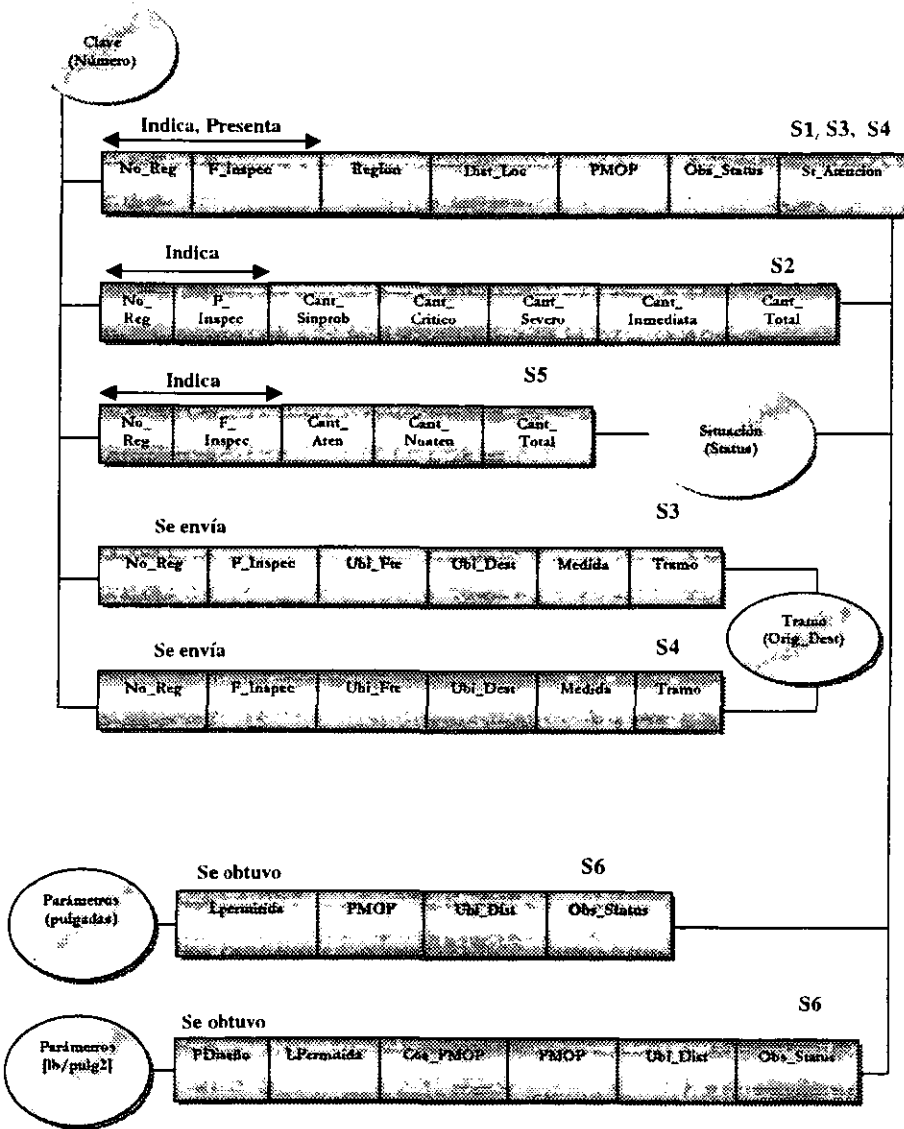 Clave
(Número)
Indica, Presenta
S1, S3, S4
No_Reg F_Inspec Región Dist_Loc PMOP Obs_Status St_Atención
Indica
S2
No_ F_ Cant_ Cant_ Cant_ Cant_ Cant_
Reg Inspec Sinprob Crítico Severo Inmediata Total
Indica
S5
No_ F_ Cant_ Cant_ Cant_
Reg Inspec Aten Noaten Total
Situación
(Status)
Se envía
S3
No_Reg F_Inspec Ubi_Fte Ubi_Dest Medida Tramo
Tramo
(Orig_Dest)
Se envía
S4
No_Reg F_Inspec Ubi_Fte Ubi_Dest Medida Tramo
Se obtuvo
S6
Parámetros
(pulgadas)
Lpermitida PMOP Ubi_Dist Obs_Status
Se obtuvo
S6
Parámetros
[lb/pulg2]
PDiseño LPermitida PMOP Ubi_Dist Obs_Status